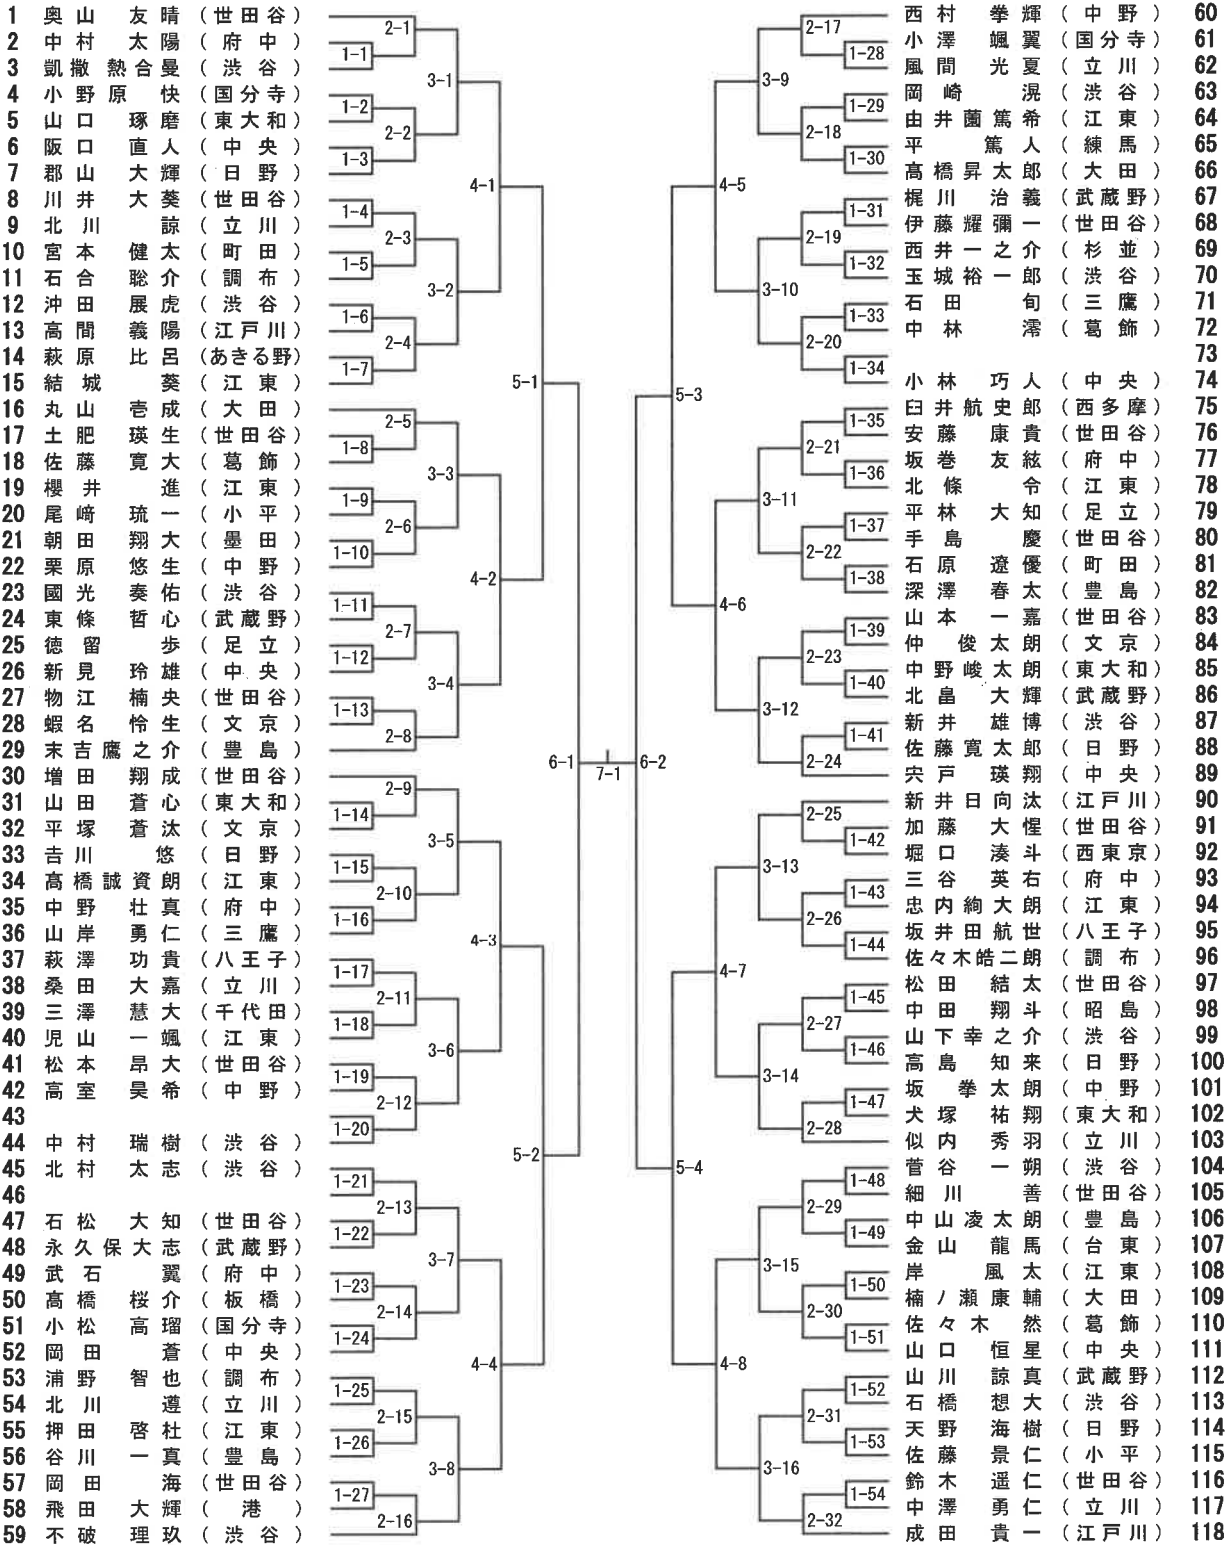 1 奥山 友晴 (世田谷)
2 中村 太陽 (府中)
3 凱撒 熱合曼 (渋谷)
4 小野原 快 (国分寺)
5 山口 琢磨 (東大和)
6 阪口 直人 (中央)
7 郡山 大輝 (日野)
8 川井 大葵 (世田谷)
9 北川 諒 (立川)
10 宮本 健太 (町田)
11 石合 聡介 (調布)
12 沖田 展虎 (渋谷)
13 高間 義陽 (江戸川)
14 萩原 比呂 (あきる野)
15 結城 葵 (江東)
16 丸山 壱成 (大田)
17 土肥 瑛生 (世田谷)
18 佐藤 寛大 (葛飾)
19 櫻井 進 (江東)
20 尾﨑 琉一 (小平)
21 朝田 翔大 (墨田)
22 栗原 悠生 (中野)
23 國光 奏佑 (渋谷)
24 東條 哲心 (武蔵野)
25 徳留 歩 (足立)
26 新見 玲雄 (中央)
27 物江 楠央 (世田谷)
28 蝦名 怜生 (文京)
29 末吉鷹之介 (豊島)
30 増田 翔成 (世田谷)
31 山田 蒼心 (東大和)
32 平塚 蒼汰 (文京)
33 𠮷川 悠 (日野)
34 髙橋誠資朗 (江東)
35 中野 壮真 (府中)
36 山岸 勇仁 (三鷹)
37 萩澤 功貴 (八王子)
38 桑田 大嘉 (立川)
39 三澤 慧大 (千代田)
40 児山 一颯 (江東)
41 松本 昂大 (世田谷)
42 高室 昊希 (中野)
43
44 中村 瑞樹 (渋谷)
45 北村 太志 (渋谷)
46
47 石松 大知 (世田谷)
48 永久保大志 (武蔵野)
49 武石 翼 (府中)
50 髙橋 桜介 (板橋)
51 小松 高瑠 (国分寺)
52 岡田 蒼 (中央)
53 浦野 智也 (調布)
54 北川 遵 (立川)
55 押田 啓杜 (江東)
56 谷川 一真 (豊島)
57 岡田 海 (世田谷)
58 飛田 大輝 (港)
59 不破 理玖 (渋谷)
2-1
1-1
3-1
1-2
2-2
1-3
4-1
1-4
2-3
1-5
3-2
1-6
2-4
1-7
5-1
2-5
1-8
3-3
1-9
2-6
1-10
4-2
1-11
2-7
1-12
3-4
1-13
2-8
6-1
7-1
6-2
2-9
1-14
3-5
1-15
2-10
1-16
4-3
1-17
2-11
1-18
3-6
1-19
2-12
1-20
5-2
1-21
2-13
1-22
3-7
1-23
2-14
1-24
4-4
1-25
2-15
1-26
3-8
1-27
2-16
2-17
1-28
3-9
1-29
2-18
1-30
4-5
1-31
2-19
1-32
3-10
1-33
2-20
1-34
5-3
1-35
2-21
1-36
3-11
1-37
2-22
1-38
4-6
1-39
2-23
1-40
3-12
1-41
2-24
2-25
1-42
3-13
1-43
2-26
1-44
4-7
1-45
2-27
1-46
3-14
1-47
2-28
5-4
1-48
2-29
1-49
3-15
1-50
2-30
1-51
4-8
1-52
2-31
1-53
3-16
1-54
2-32
西村 拳輝 (中野) 60
小澤 颯翼 (国分寺) 61
風間 光夏 (立川) 62
岡崎 滉 (渋谷) 63
由井薗篤希 (江東) 64
平 篤人 (練馬) 65
髙橋昇太郎 (大田) 66
梶川 治義 (武蔵野) 67
伊藤耀彌一 (世田谷) 68
西井一之介 (杉並) 69
玉城裕一郎 (渋谷) 70
石田 旬 (三鷹) 71
中林 澪 (葛飾) 72
73
小林 巧人 (中央) 74
臼井航史郎 (西多摩) 75
安藤 康貴 (世田谷) 76
坂巻 友絃 (府中) 77
北條 令 (江東) 78
平林 大知 (足立) 79
手島 慶 (世田谷) 80
石原 遼優 (町田) 81
深澤 春太 (豊島) 82
山本 一嘉 (世田谷) 83
仲 俊太朗 (文京) 84
中野峻太朗 (東大和) 85
北畠 大輝 (武蔵野) 86
新井 雄博 (渋谷) 87
佐藤寛太郎 (日野) 88
宍戸 瑛翔 (中央) 89
新井日向汰 (江戸川) 90
加藤 大惺 (世田谷) 91
堀口 湊斗 (西東京) 92
三谷 英右 (府中) 93
忠内絢大朗 (江東) 94
坂井田航世 (八王子) 95
佐々木皓二朗 (調布) 96
松田 結太 (世田谷) 97
中田 翔斗 (昭島) 98
山下幸之介 (渋谷) 99
高島 知来 (日野) 100
坂 拳太朗 (中野) 101
犬塚 祐翔 (東大和) 102
似内 秀羽 (立川) 103
菅谷 一朔 (渋谷) 104
細川 善 (世田谷) 105
中山凌太朗 (豊島) 106
金山 龍馬 (台東) 107
岸 風太 (江東) 108
楠ノ瀬康輔 (大田) 109
佐々木 然 (葛飾) 110
山口 恒星 (中央) 111
山川 諒真 (武蔵野) 112
石橋 想大 (渋谷) 113
天野 海樹 (日野) 114
佐藤 景仁 (小平) 115
鈴木 遥仁 (世田谷) 116
中澤 勇仁 (立川) 117
成田 貴一 (江戸川) 118